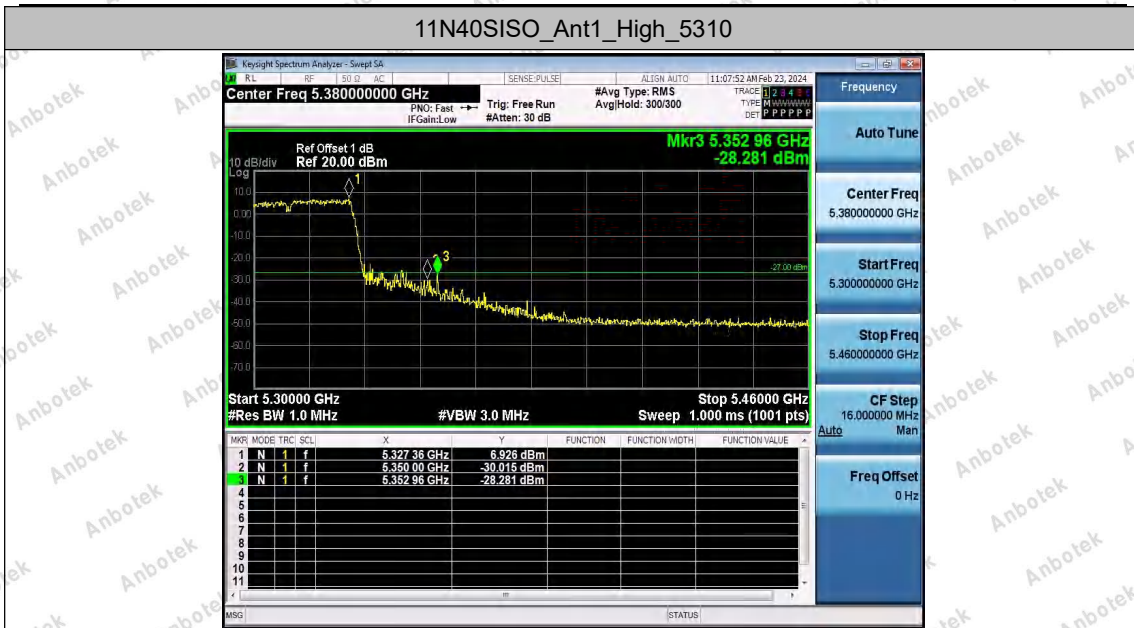 11N40SISO_Ant1_High_5310
Keysight Spectrum Analyzer - Swept SA
RL RF 50 Ω AC SENSE:PULSE ALIGN AUTO 11:07:52 AM Feb 23, 2024
Center Freq 5.380000000 GHz
PNO: Fast
IFGain:Low
Trig: Free Run
#Atten: 30 dB
#Avg Type: RMS
Avg|Hold: 300/300
TRACE 1 2 3 4 5 6
TYPE M W W W W W
DET P P P P P P
Mkr3 5.352 96 GHz
-28.281 dBm
Ref Offset 1 dB
10 dB/div Ref 20.00 dBm
Log
10.0
0.00
-10.0
-20.0
-30.0
-40.0
-50.0
-60.0
-70.0
1
3
-27.00 dBm
Start 5.30000 GHz Stop 5.46000 GHz
#Res BW 1.0 MHz #VBW 3.0 MHz Sweep 1.000 ms (1001 pts)
MKR MODE TRC SCL X Y FUNCTION FUNCTION WIDTH FUNCTION VALUE
1 N 1 f 5.327 36 GHz 6.926 dBm
2 N 1 f 5.350 00 GHz -30.015 dBm
3 N 1 f 5.352 96 GHz -28.281 dBm
4
5
6
7
8
9
10
11
MSG STATUS
Frequency
Auto Tune
Center Freq
5.380000000 GHz
Start Freq
5.300000000 GHz
Stop Freq
5.460000000 GHz
CF Step
16.000000 MHz
Auto Man
Freq Offset
0 Hz
Anbotek